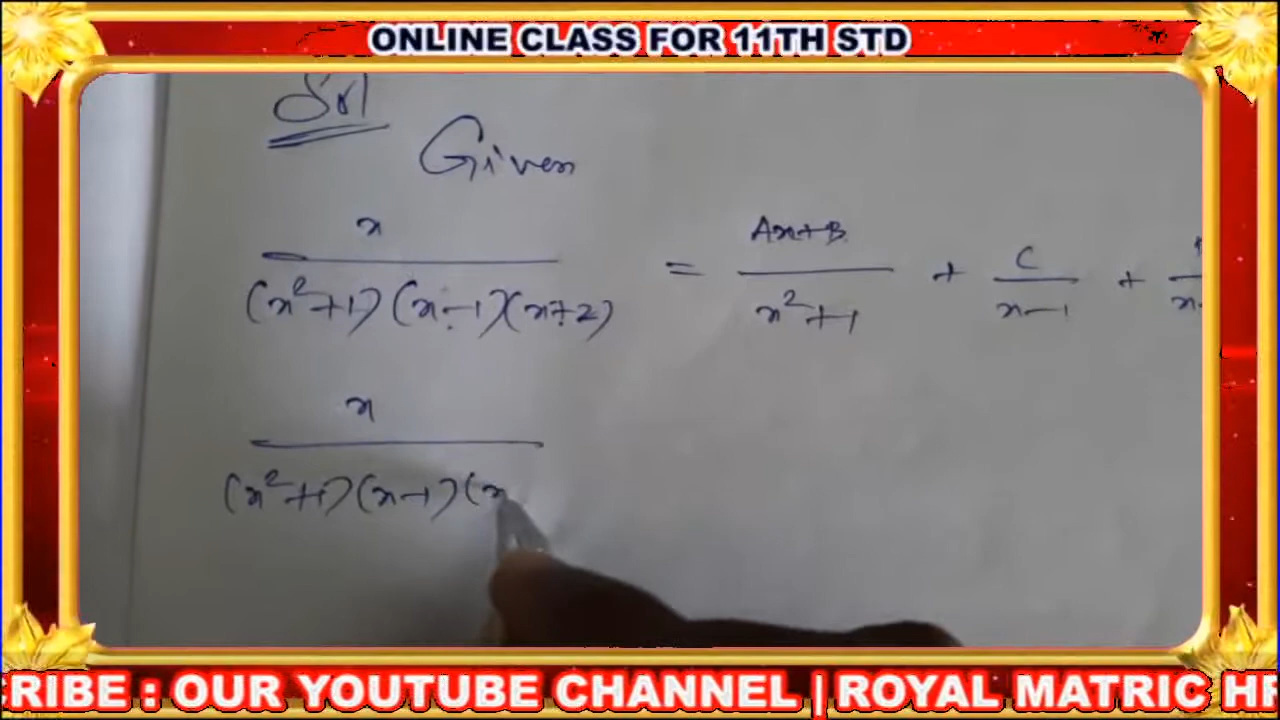 ONLINE CLASS FOR 11TH STD
Sol
Given
x / (x²+1)(x-1)(x+2) = Ax+B / x²+1 + C / x-1 +
x / (x²+1)(x-1)(x
RIBE : OUR YOUTUBE CHANNEL | ROYAL MATRIC HR